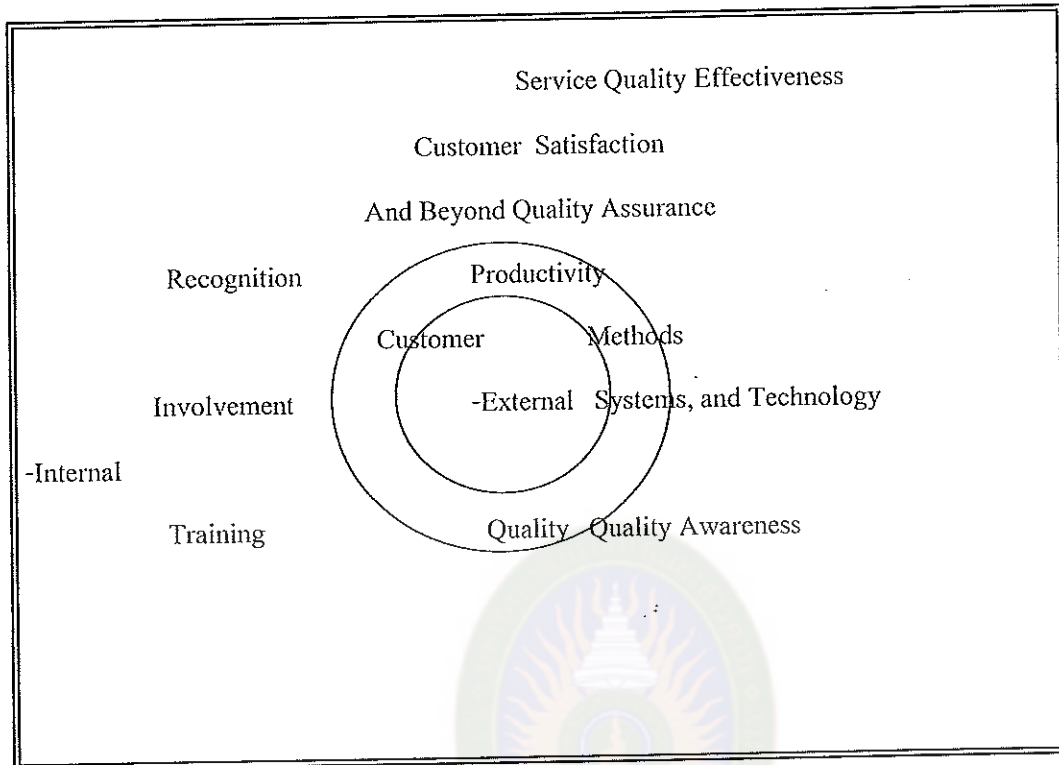 Service Quality Effectiveness
Customer Satisfaction
And Beyond Quality Assurance
Recognition Productivity
Customer Methods
Involvement -External Systems, and Technology
-Internal
Training Quality Quality Awareness